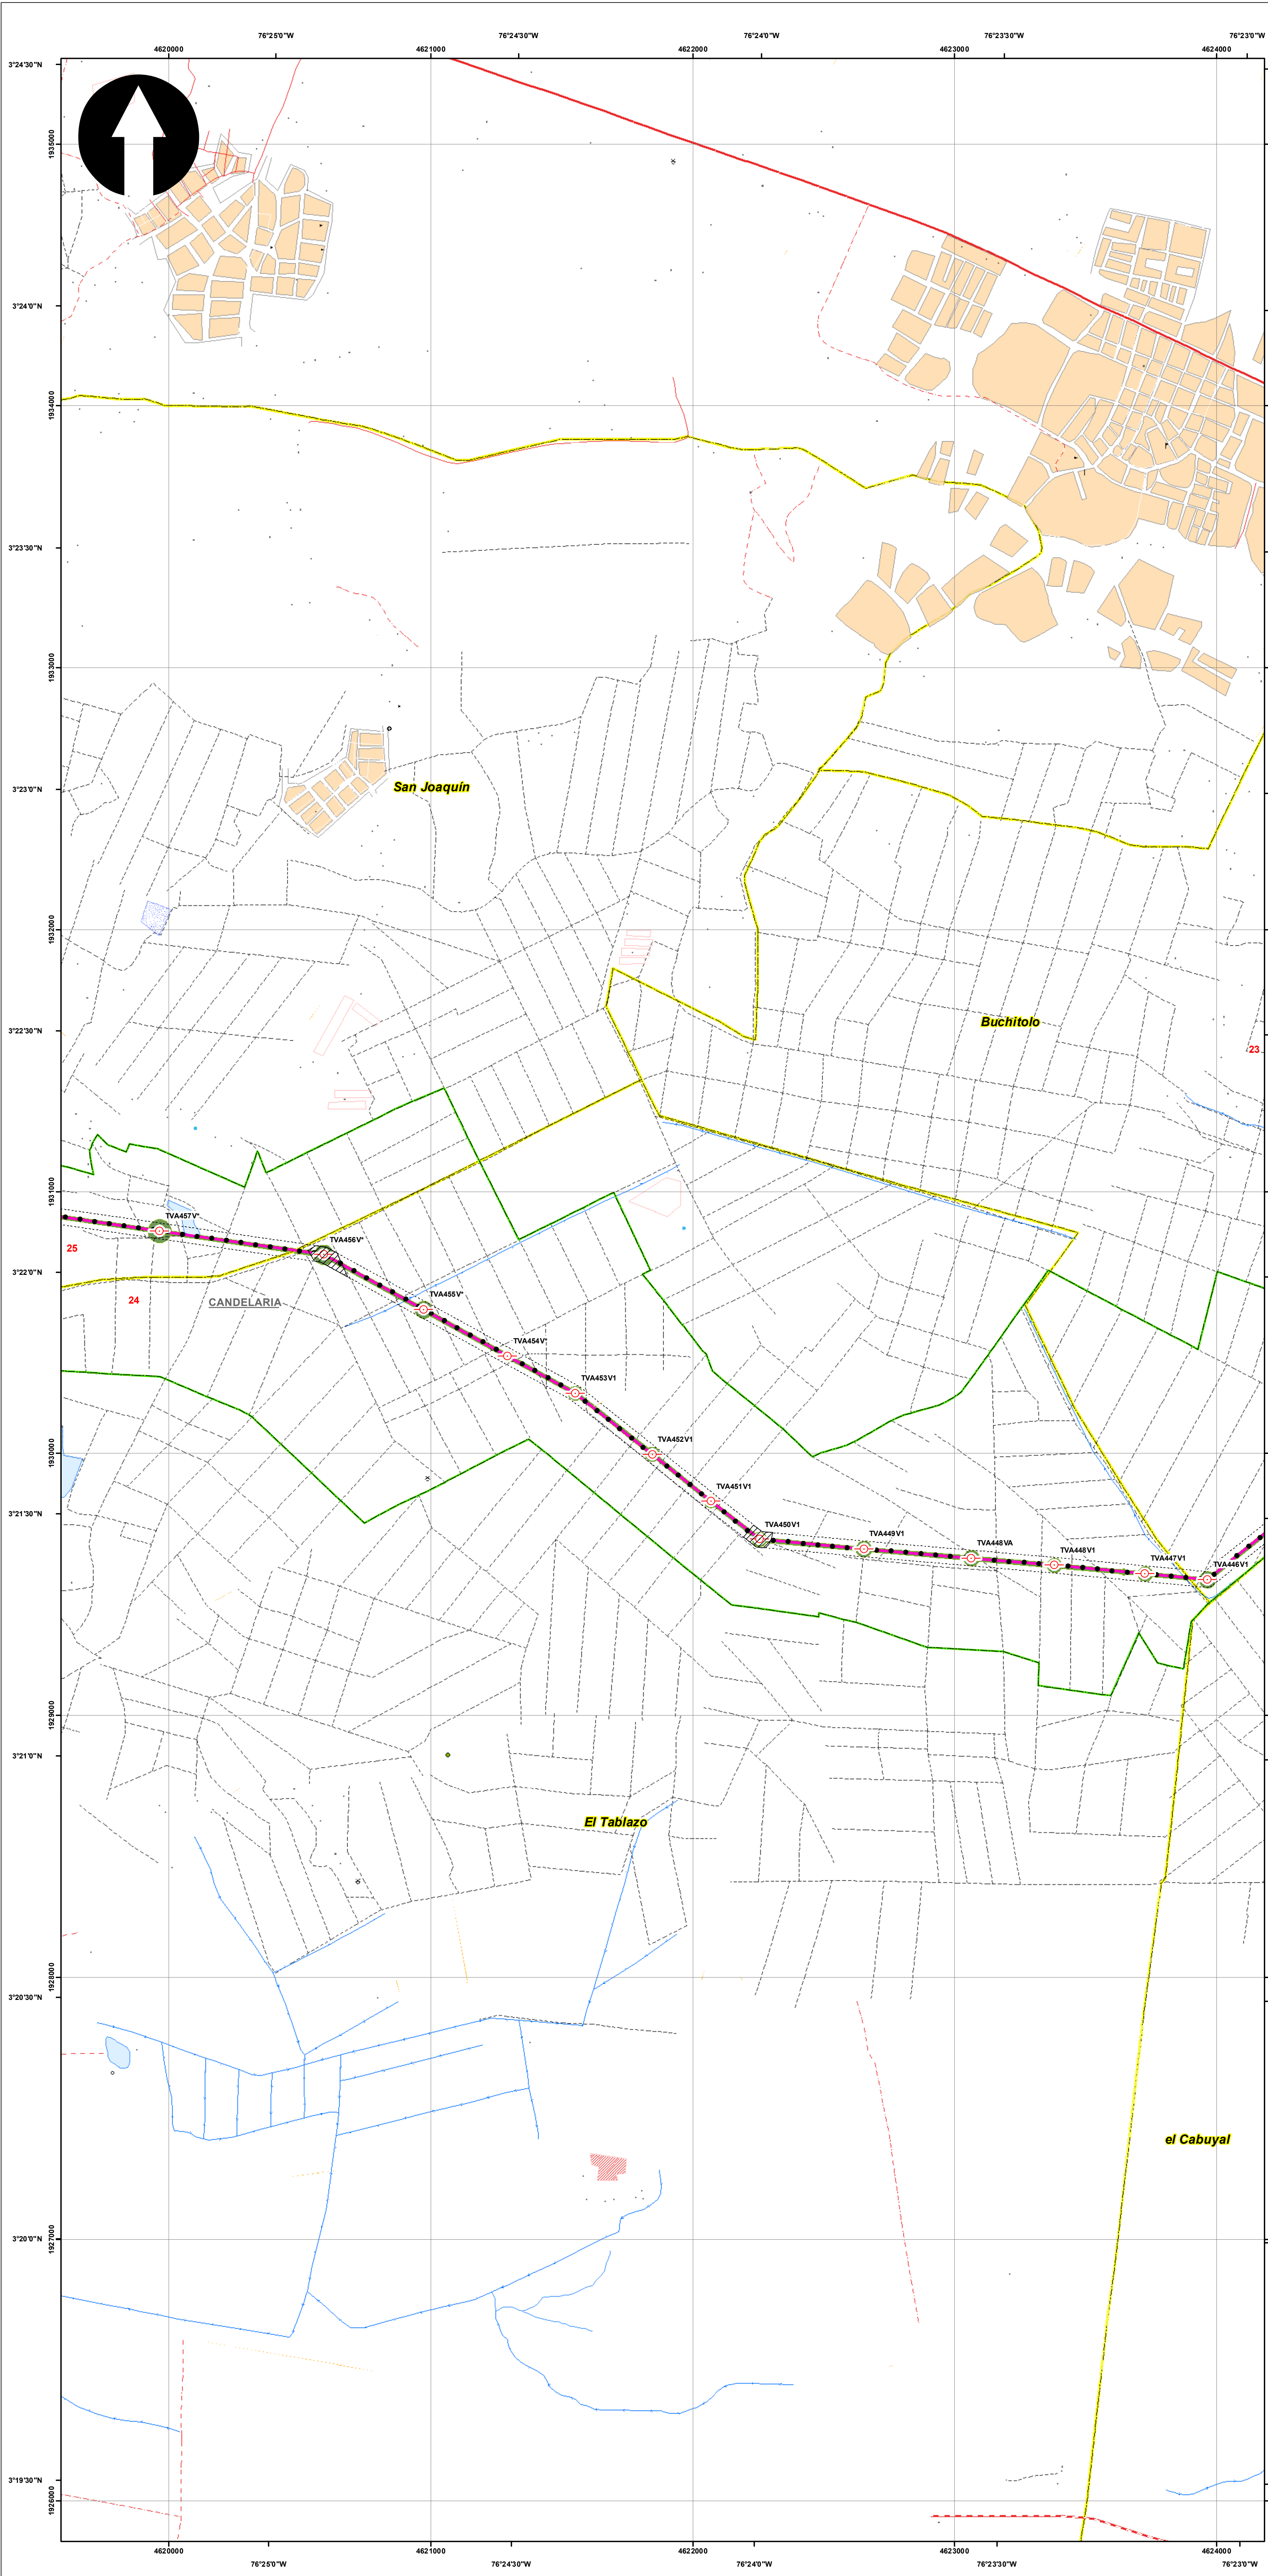 76°25'0"W 76°24'30"W 76°24'0"W 76°23'30"W 76°23'0"W
4620000 4621000 4622000 4623000 4624000
3°24'30"N
1935000
3°24'0"N
1934000
3°23'30"N
1933000
San Joaquín
3°23'0"N
1932000
Buchitolo
3°22'30"N
23
1931000
TVA457V*
TVA456V*
25
3°22'0"N
24
CANDELARIA
TVA455V*
TVA454V*
TVA453V1
TVA452V1
1930000
TVA451V1
3°21'30"N
TVA450V1
TVA449V1
TVA448VA
TVA448V1
TVA447V1
TVA446V1
1929000
3°21'0"N
El Tablazo
1928000
3°20'30"N
el Cabuyal
3°20'0"N
1927000
3°19'30"N
1926000
4620000 4621000 4622000 4623000 4624000
76°25'0"W 76°24'30"W 76°24'0"W 76°23'30"W 76°23'0"W